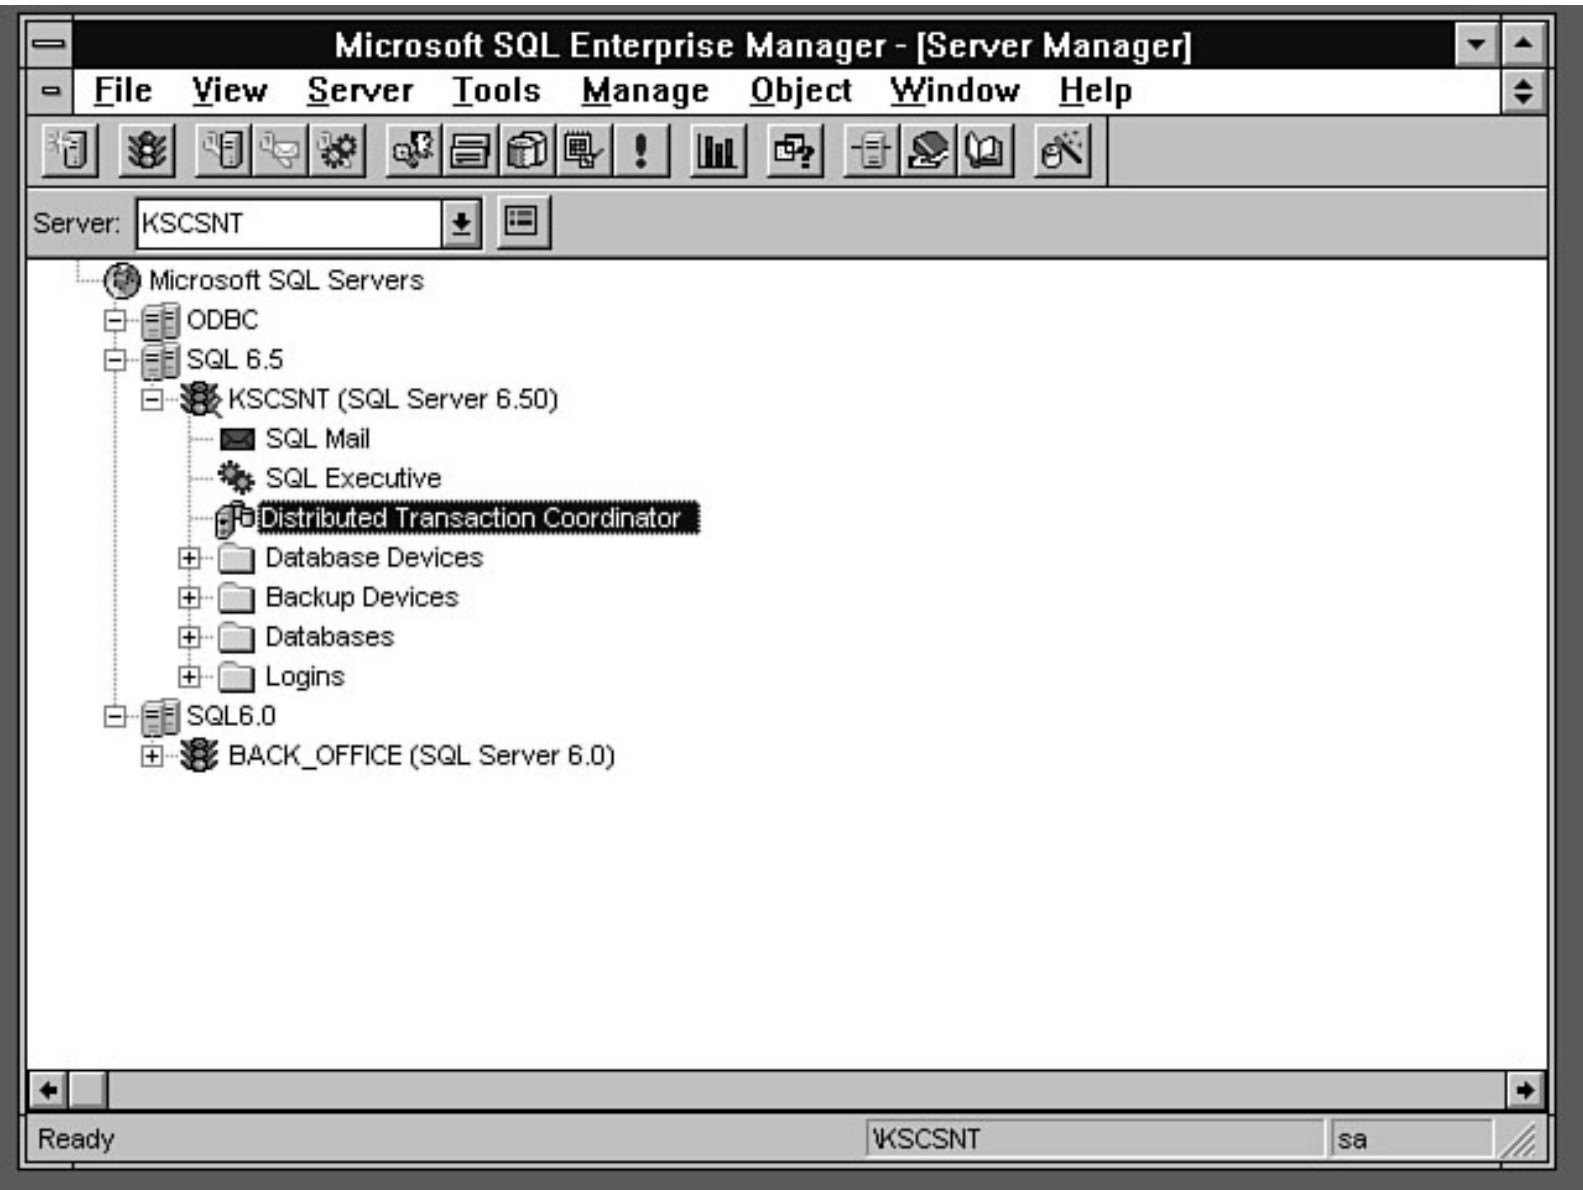 Microsoft SQL Enterprise Manager - [Server Manager]
File View Server Tools Manage Object Window Help
Server: KSCSNT
Microsoft SQL Servers
ODBC
SQL 6.5
KSCSNT (SQL Server 6.50)
SQL Mail
SQL Executive
Distributed Transaction Coordinator
Database Devices
Backup Devices
Databases
Logins
SQL6.0
BACK_OFFICE (SQL Server 6.0)
Ready \\KSCSNT sa